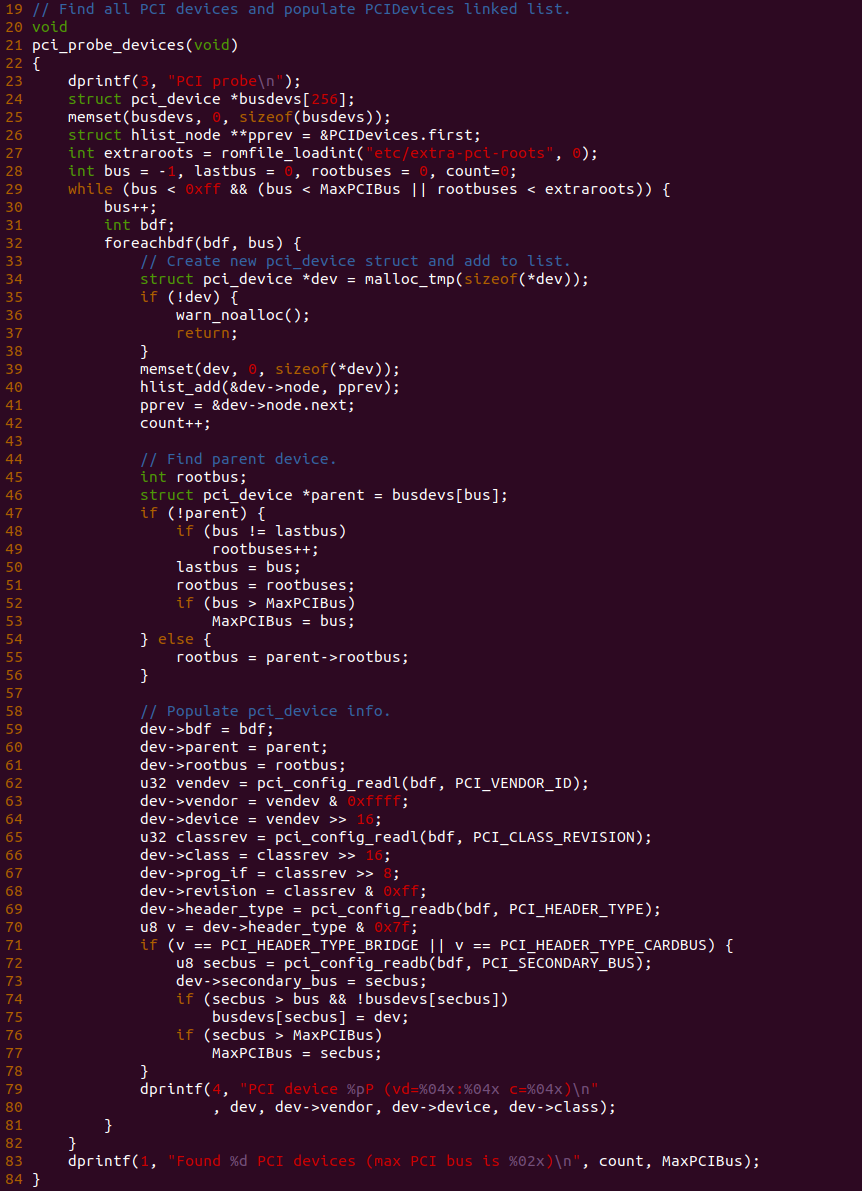 19 // Find all PCI devices and populate PCIDevices linked list.
20 void
21 pci_probe_devices(void)
22 {
23     dprintf(3, "PCI probe\n");
24     struct pci_device *busdevs[256];
25     memset(busdevs, 0, sizeof(busdevs));
26     struct hlist_node **pprev = &PCIDevices.first;
27     int extraroots = romfile_loadint("etc/extra-pci-roots", 0);
28     int bus = -1, lastbus = 0, rootbuses = 0, count=0;
29     while (bus < 0xff && (bus < MaxPCIBus || rootbuses < extraroots)) {
30         bus++;
31         int bdf;
32         foreachbdf(bdf, bus) {
33             // Create new pci_device struct and add to list.
34             struct pci_device *dev = malloc_tmp(sizeof(*dev));
35             if (!dev) {
36                 warn_noalloc();
37                 return;
38             }
39             memset(dev, 0, sizeof(*dev));
40             hlist_add(&dev->node, pprev);
41             pprev = &dev->node.next;
42             count++;
43
44             // Find parent device.
45             int rootbus;
46             struct pci_device *parent = busdevs[bus];
47             if (!parent) {
48                 if (bus != lastbus)
49                     rootbuses++;
50                 lastbus = bus;
51                 rootbus = rootbuses;
52                 if (bus > MaxPCIBus)
53                     MaxPCIBus = bus;
54             } else {
55                 rootbus = parent->rootbus;
56             }
57
58             // Populate pci_device info.
59             dev->bdf = bdf;
60             dev->parent = parent;
61             dev->rootbus = rootbus;
62             u32 vendev = pci_config_readl(bdf, PCI_VENDOR_ID);
63             dev->vendor = vendev & 0xffff;
64             dev->device = vendev >> 16;
65             u32 classrev = pci_config_readl(bdf, PCI_CLASS_REVISION);
66             dev->class = classrev >> 16;
67             dev->prog_if = classrev >> 8;
68             dev->revision = classrev & 0xff;
69             dev->header_type = pci_config_readb(bdf, PCI_HEADER_TYPE);
70             u8 v = dev->header_type & 0x7f;
71             if (v == PCI_HEADER_TYPE_BRIDGE || v == PCI_HEADER_TYPE_CARDBUS) {
72                 u8 secbus = pci_config_readb(bdf, PCI_SECONDARY_BUS);
73                 dev->secondary_bus = secbus;
74                 if (secbus > bus && !busdevs[secbus])
75                     busdevs[secbus] = dev;
76                 if (secbus > MaxPCIBus)
77                     MaxPCIBus = secbus;
78             }
79             dprintf(4, "PCI device %pP (vd=%04x:%04x c=%04x)\n"
80                     , dev, dev->vendor, dev->device, dev->class);
81         }
82     }
83     dprintf(1, "Found %d PCI devices (max PCI bus is %02x)\n", count, MaxPCIBus);
84 }